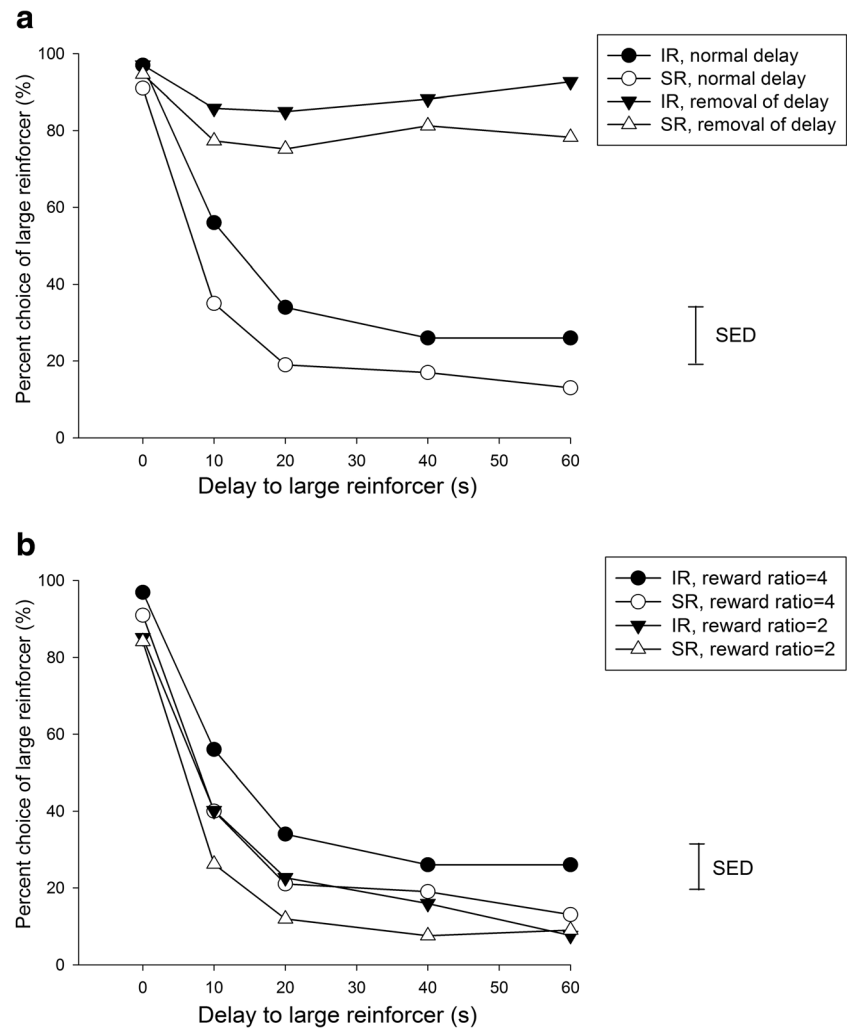 a
Percent choice of large reinforcer (%)
100
80
60
40
20
0
0 10 20 30 40 50 60
Delay to large reinforcer (s)
IR, normal delay
SR, normal delay
IR, removal of delay
SR, removal of delay
SED
b
Percent choice of large reinforcer (%)
100
80
60
40
20
0
0 10 20 30 40 50 60
Delay to large reinforcer (s)
IR, reward ratio=4
SR, reward ratio=4
IR, reward ratio=2
SR, reward ratio=2
SED